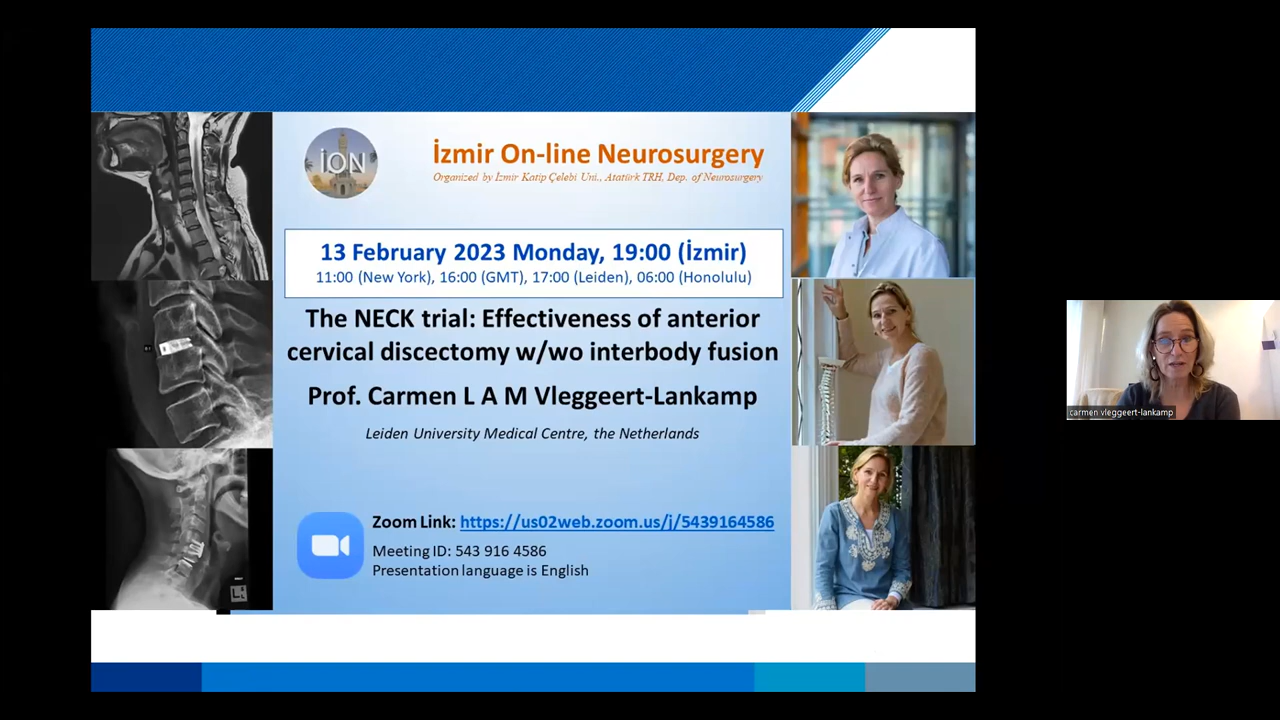 İON
İzmir On-line Neurosurgery
Organized by İzmir Katip Çelebi Uni., Atatürk TRH, Dep. of Neurosurgery
13 February 2023 Monday, 19:00 (İzmir)
11:00 (New York), 16:00 (GMT), 17:00 (Leiden), 06:00 (Honolulu)
The NECK trial: Effectiveness of anterior
cervical discectomy w/wo interbody fusion
Prof. Carmen L A M Vleggeert-Lankamp
Leiden University Medical Centre, the Netherlands
Zoom Link: https://us02web.zoom.us/j/5439164586
Meeting ID: 543 916 4586
Presentation language is English
carmen vleggeert-lankamp